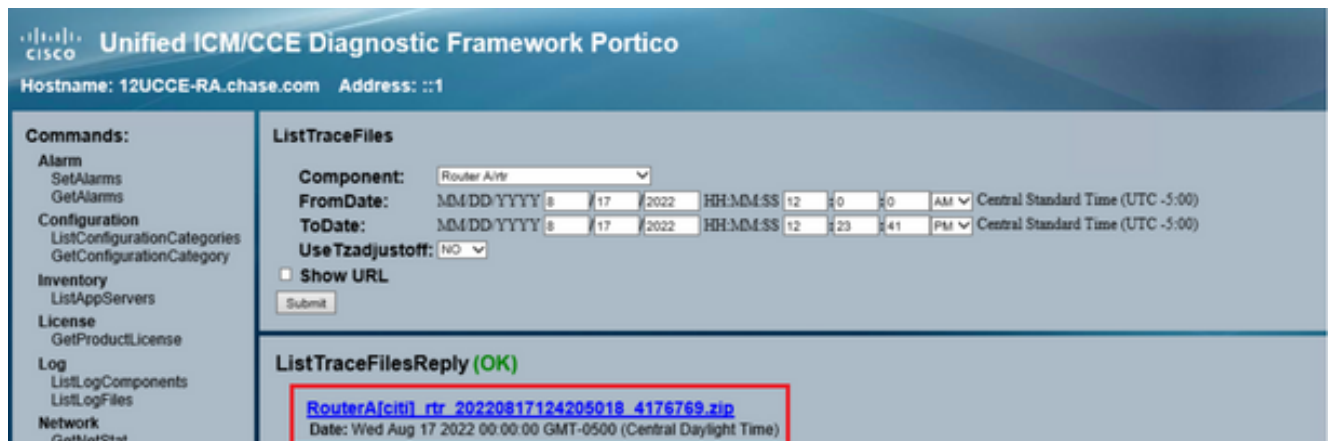 CISCO Unified ICM/CCE Diagnostic Framework Portico
Hostname: 12UCCE-RA.chase.com Address: ::1
Commands:
Alarm
SetAlarms
GetAlarms
Configuration
ListConfigurationCategories
GetConfigurationCategory
Inventory
ListAppServers
License
GetProductLicense
Log
ListLogComponents
ListLogFiles
Network
GetNetStat
ListTraceFiles
Component: Router A/rtr
FromDate: MM/DD/YYYY 8 / 17 / 2022 HH:MM:SS 12 : 0 : 0 AM Central Standard Time (UTC -5:00)
ToDate: MM/DD/YYYY 8 / 17 / 2022 HH:MM:SS 12 : 23 : 41 PM Central Standard Time (UTC -5:00)
UseTzadjustoff: NO
Show URL
Submit
ListTraceFilesReply (OK)
RouterA[citi]_rtr_20220817124205018_4176769.zip
Date: Wed Aug 17 2022 00:00:00 GMT-0500 (Central Daylight Time)